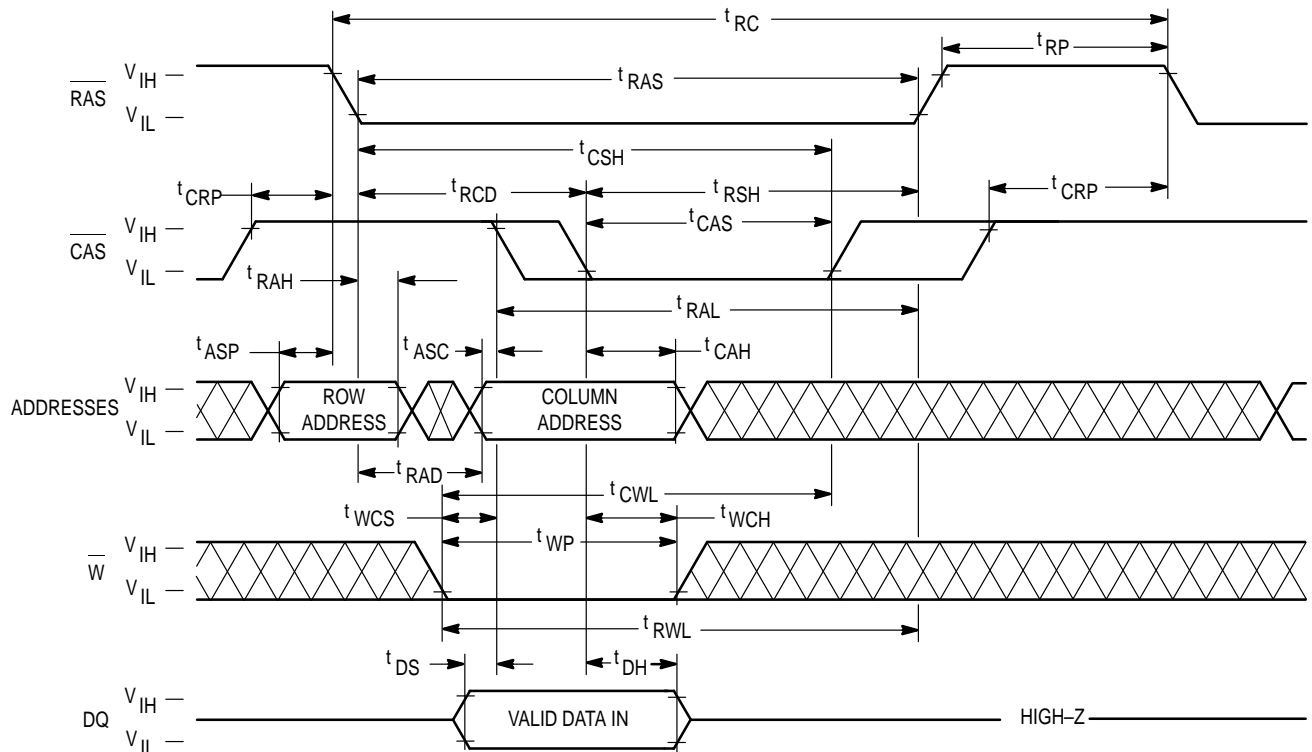 t RC
t RP
V IH
RAS
t RAS
V IL
t CSH
t CRP
t RCD
t RSH
t CRP
t CAS
V IH
CAS
V IL
t RAH
t RAL
t ASP
t ASC
t CAH
V IH
ADDRESSES
ROW ADDRESS
COLUMN ADDRESS
V IL
t RAD
t CWL
t WCS
t WCH
t WP
V IH
W
V IL
t RWL
t DS
t DH
V IH
DQ
VALID DATA IN
HIGH–Z
V IL